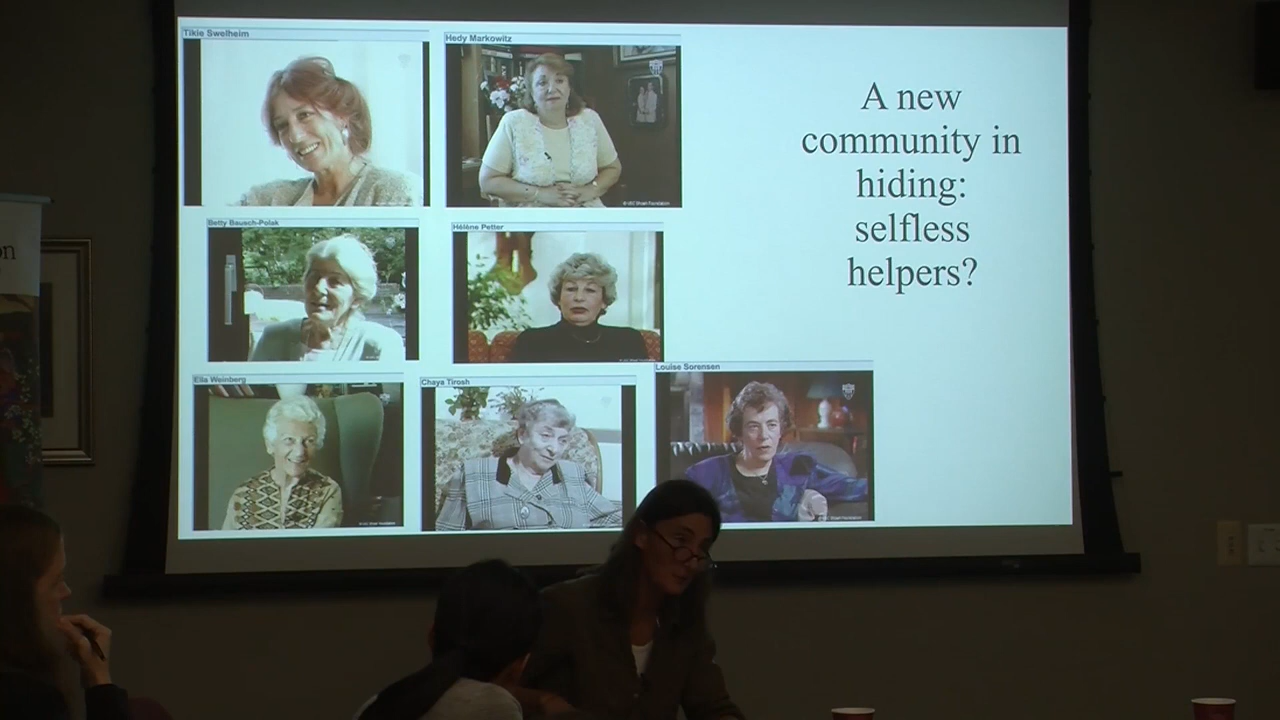 Tikie Swelheim
Hedy Markowitz
A new
community in
hiding:
selfless
helpers?
Betty Bausch-Polak
Hélène Petter
Ella Weinberg
Chaya Tirosh
Louise Sorensen
on